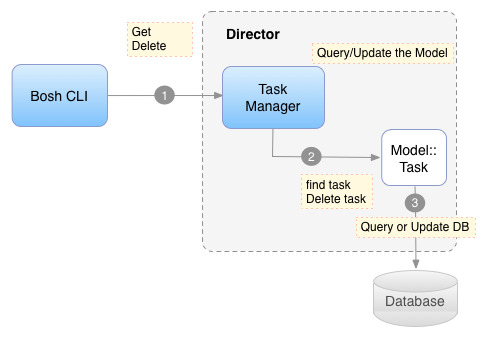 Get
Delete
Director
Query/Update the Model
Bosh CLI
1
Task
Manager
2
Model::
Task
find task
Delete task
3
Query or Update DB
Database